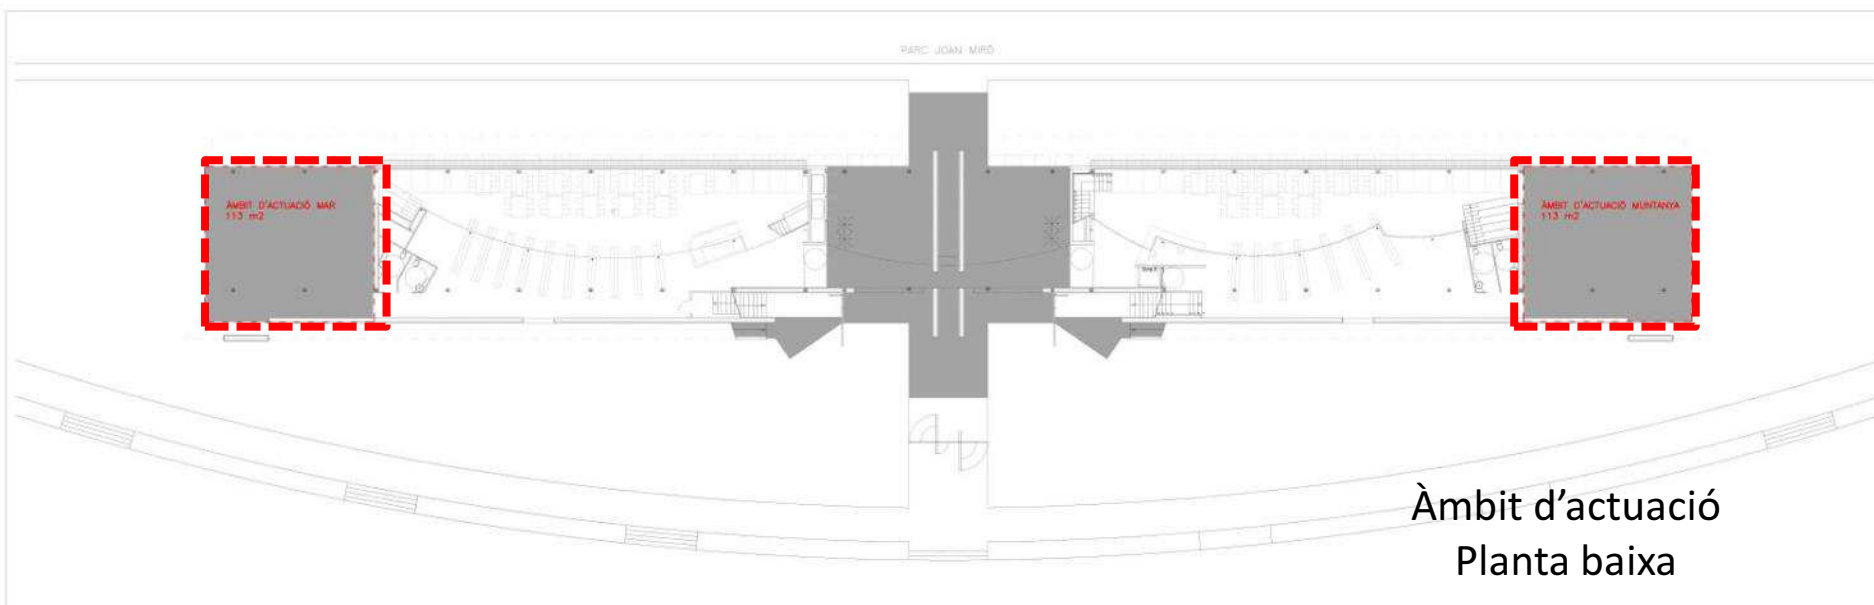 PARC JOAN MIRÓ
ÀMBIT D'ACTUACIÓ MAR
113 m2
ÀMBIT D'ACTUACIÓ MUNTANYA
113 m2
Àmbit d’actuació
Planta baixa